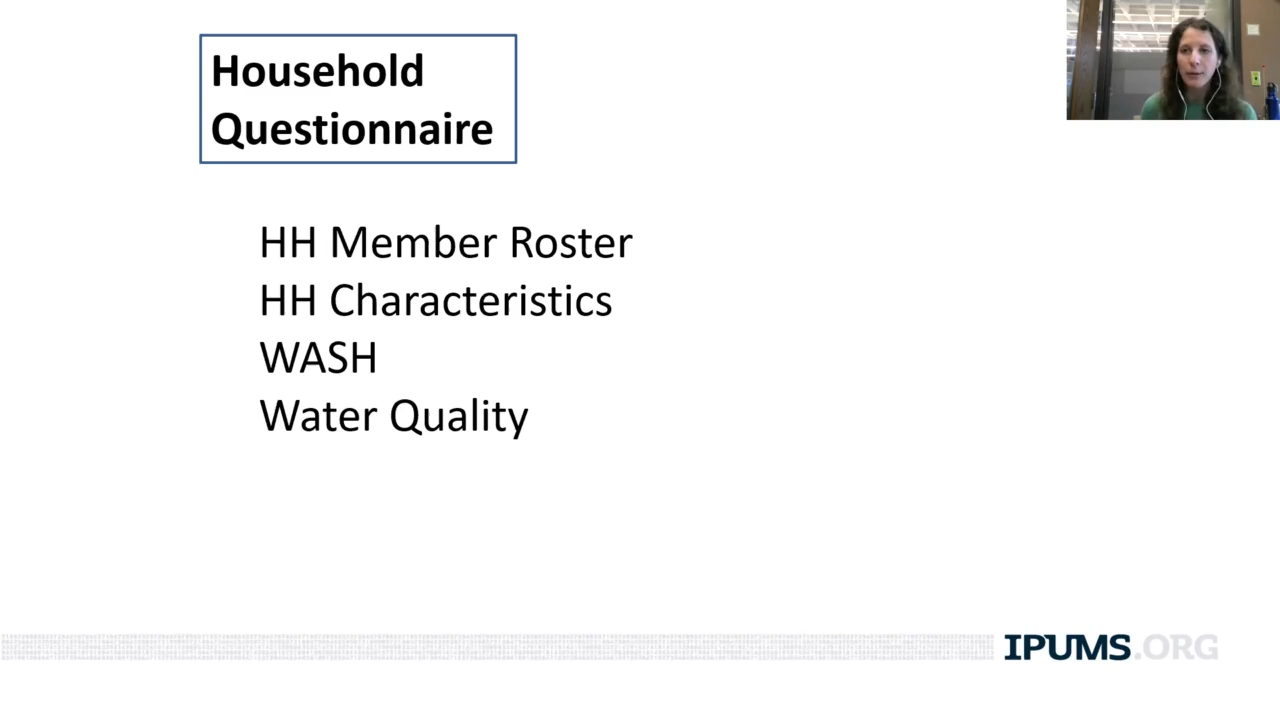 Household
Questionnaire
HH Member Roster
HH Characteristics
WASH
Water Quality
IPUMS.ORG